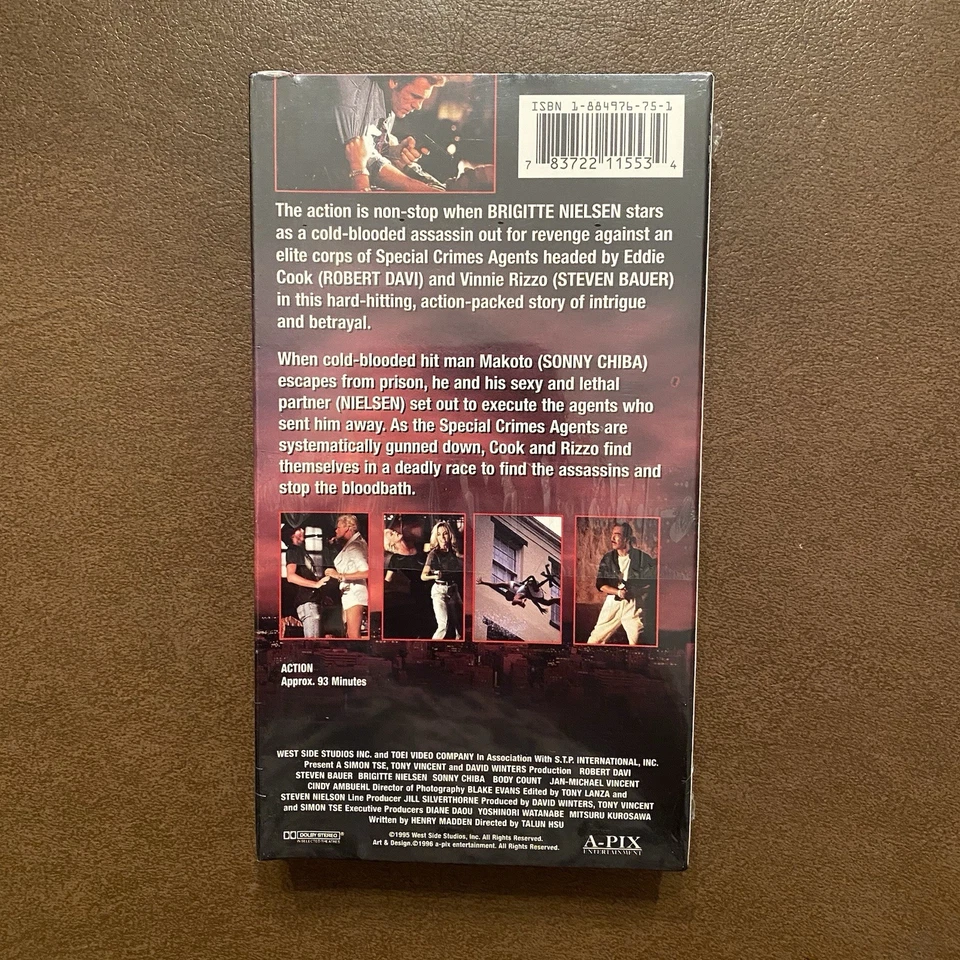 ISBN 1-884976-75-1
7 83722 11553 4
The action is non-stop when BRIGITTE NIELSEN stars
as a cold-blooded assassin out for revenge against an
elite corps of Special Crimes Agents headed by Eddie
Cook (ROBERT DAVI) and Vinnie Rizzo (STEVEN BAUER)
in this hard-hitting, action-packed story of intrigue
and betrayal.
When cold-blooded hit man Makoto (SONNY CHIBA)
escapes from prison, he and his sexy and lethal
partner (NIELSEN) set out to execute the agents who
sent him away. As the Special Crimes Agents are
systematically gunned down, Cook and Rizzo find
themselves in a deadly race to find the assassins and
stop the bloodbath.
ACTION
Approx. 93 Minutes
WEST SIDE STUDIOS INC. and TOEI VIDEO COMPANY In Association With S.T.P. INTERNATIONAL, INC.
Present A SIMON TSE, TONY VINCENT and DAVID WINTERS Production ROBERT DAVI
STEVEN BAUER BRIGITTE NIELSEN SONNY CHIBA BODY COUNT JAN-MICHAEL VINCENT
CINDY AMBUEHL Director of Photography BLAKE EVANS Edited by TONY LANZA and
STEVEN NIELSON Line Producer JILL SILVERTHORNE Produced by DAVID WINTERS, TONY VINCENT
and SIMON TSE Executive Producers DIANE DAOU YOSHINORI WATANABE MITSURU KUROSAWA
Written by HENRY MADDEN Directed by TALUN HSU
DOLBY STEREO ®
IN SELECTED THEATRES
©1995 West Side Studios, Inc. All Rights Reserved.
Art & Design.©1996 a-pix entertainment. All Rights Reserved.
A-PIX
ENTERTAINMENT